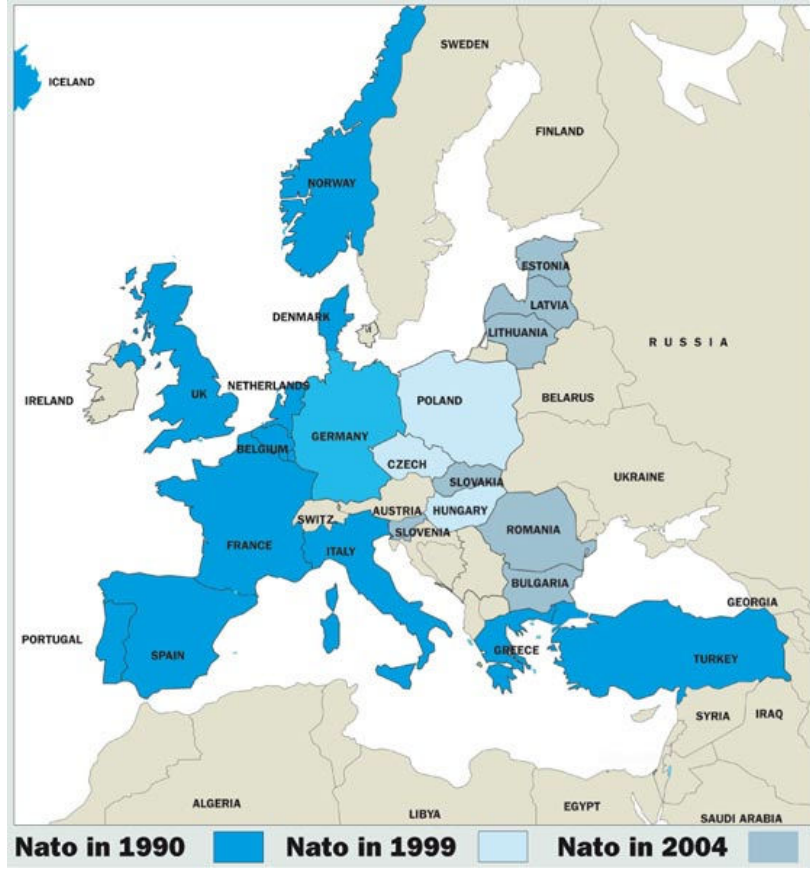 SWEDEN
ICELAND
FINLAND
NORWAY
ESTONIA
LATVIA
DENMARK
LITHUANIA
RUSSIA
NETHERLANDS
UK
IRELAND
POLAND
BELARUS
GERMANY
BELGIUM
CZECH
UKRAINE
SLOVAKIA
AUSTRIA
HUNGARY
SWITZ.
SLOVENIA
ROMANIA
FRANCE
ITALY
BULGARIA
GEORGIA
PORTUGAL
SPAIN
GREECE
TURKEY
SYRIA
IRAQ
ALGERIA
LIBYA
EGYPT
SAUDI ARABIA
Nato in 1990 Nato in 1999 Nato in 2004